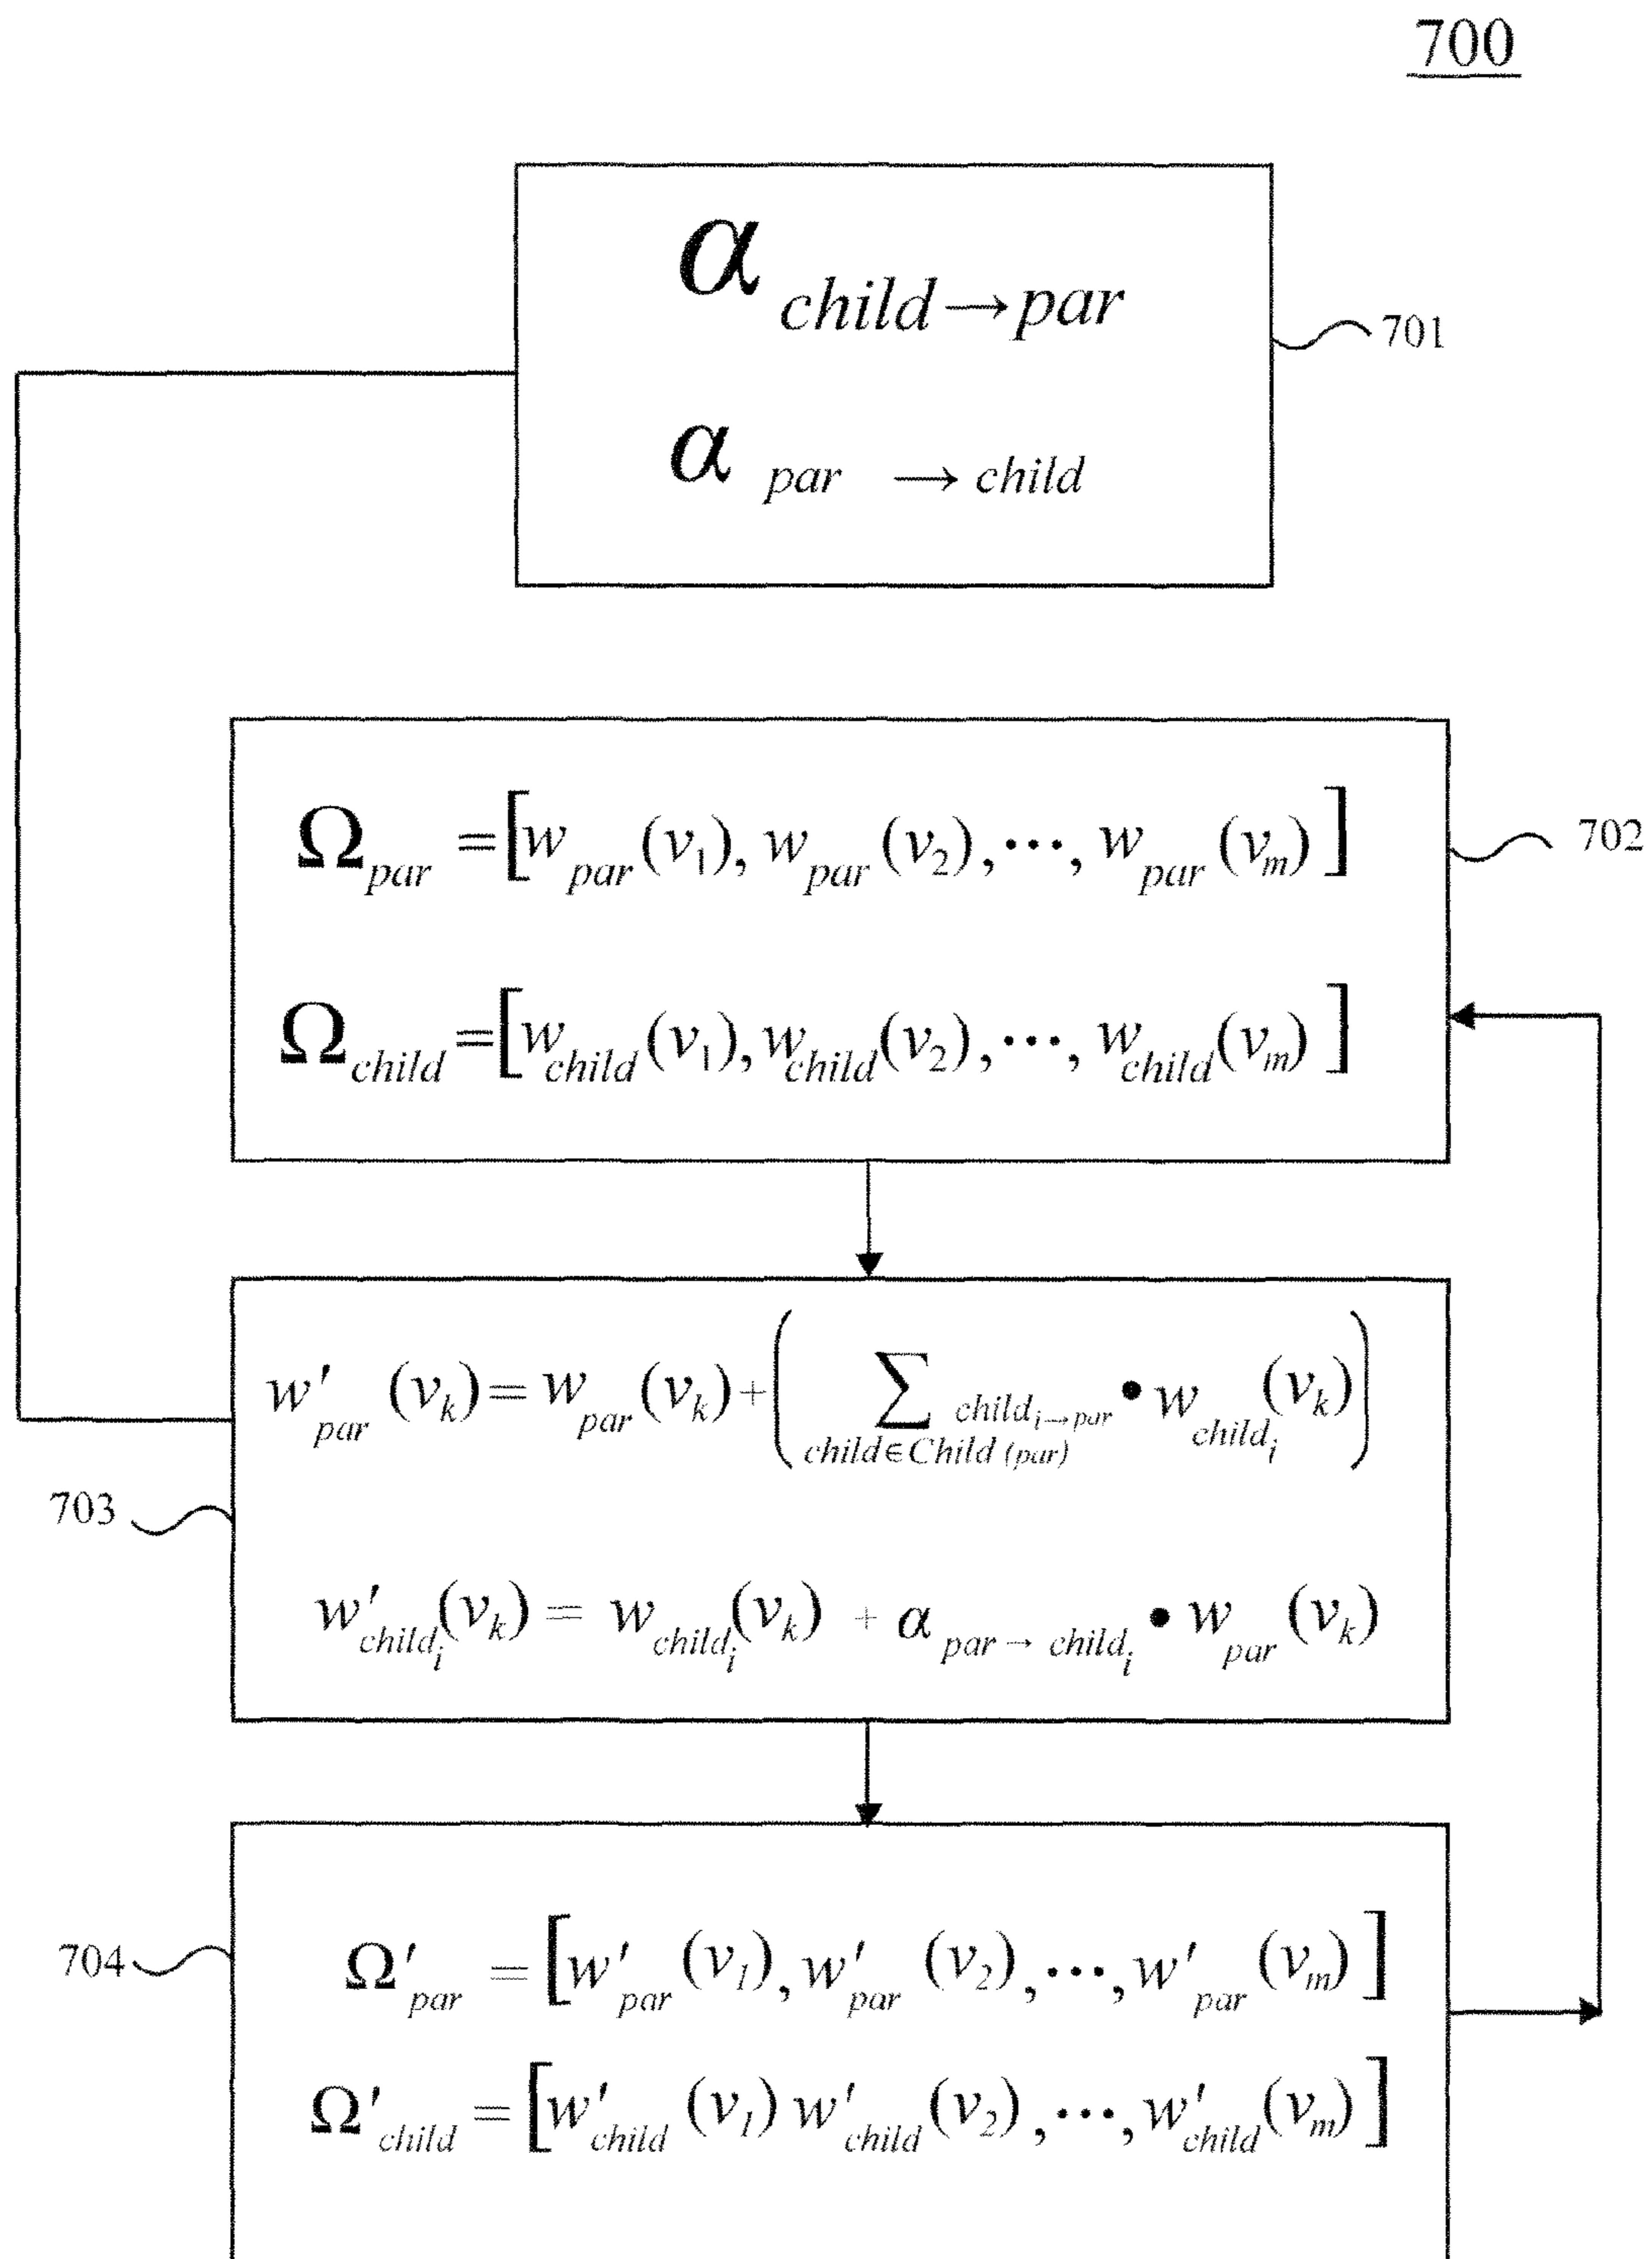 700
α child→par
701
α par → child
Ω par = [w par (v1), w par (v2), ⋯, w par (vm)]
702
Ω child = [w child (v1), w child (v2), ⋯, w child (vm)]
w′ par (vk) = w par (vk) + (∑ child∈Child (par) child i→par • w child i (vk))
703
w′ child i (vk) = w child i (vk) + α par → child i • w par (vk)
704
Ω′ par = [w′ par (v1), w′ par (v2), ⋯, w′ par (vm)]
Ω′ child = [w′ child (v1) w′ child (v2), ⋯, w′ child (vm)]